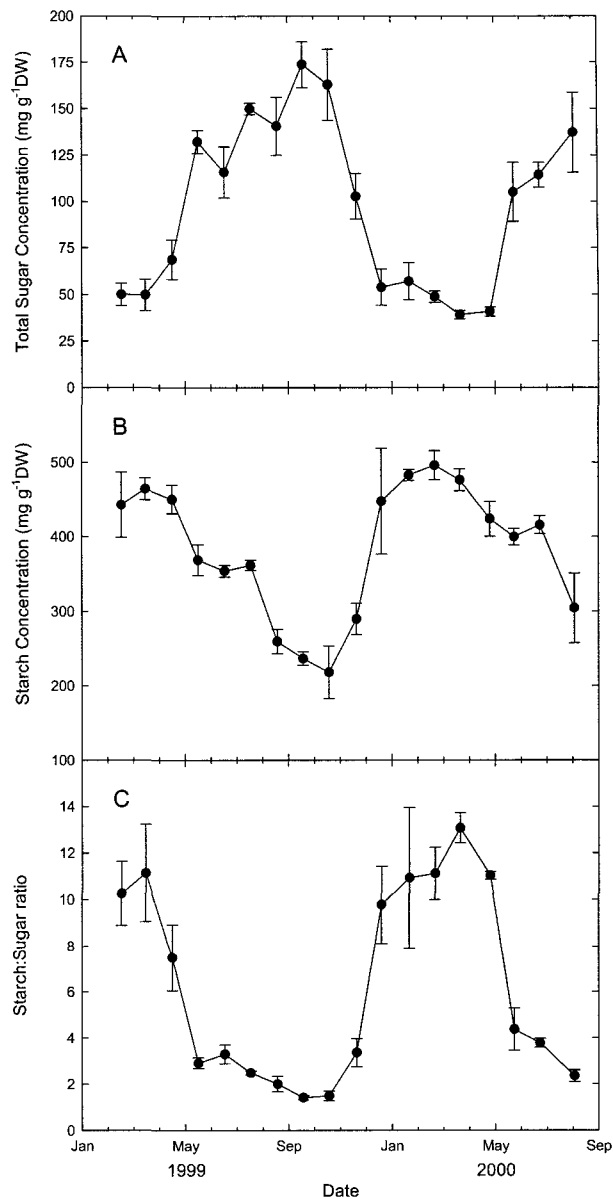 200
A
175
150
125
100
75
50
25
0
Total Sugar Concentration (mg g⁻¹DW)
B
500
400
300
200
100
Starch Concentration (mg g⁻¹DW)
C
14
12
10
8
6
4
2
0
Starch:Sugar ratio
Jan May Sep Jan May Sep
1999 2000
Date